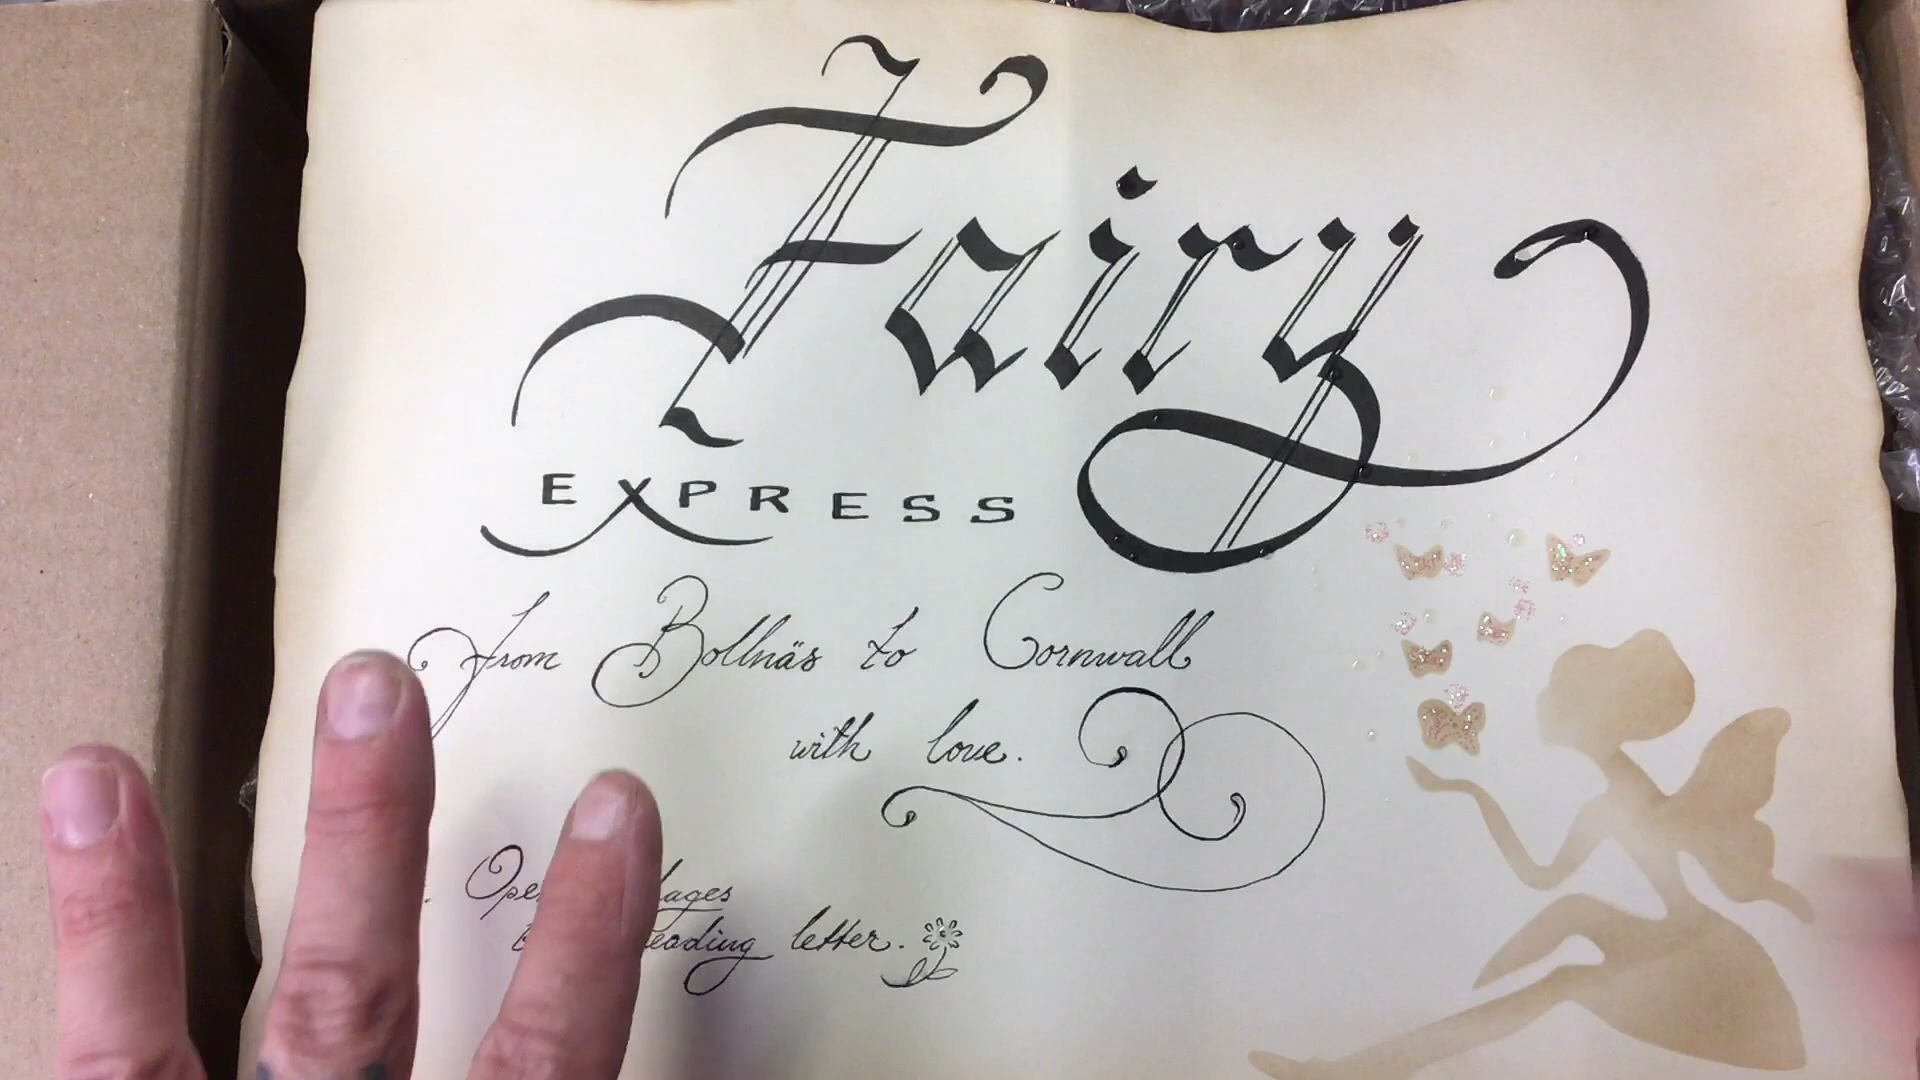 Fairy
EXPRESS
From Bollnäs to Cornwall
with love.
letter.